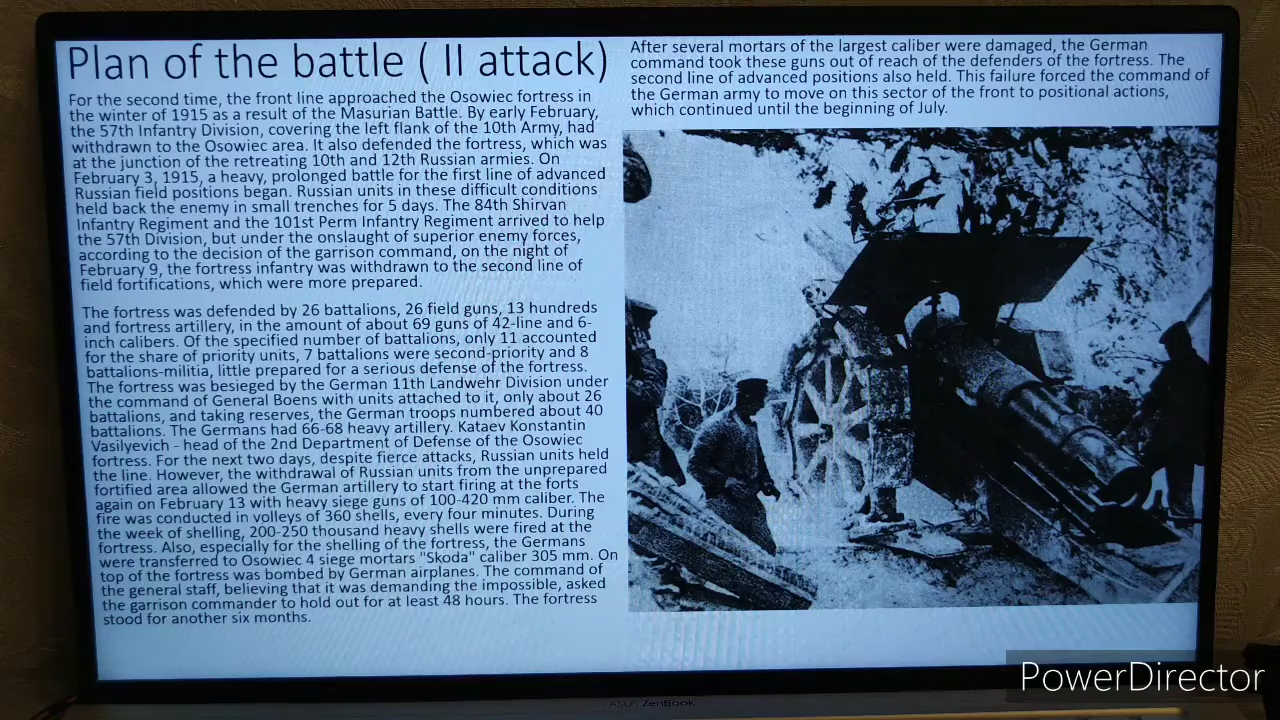 Plan of the battle ( II attack)
For the second time, the front line approached the Osowiec fortress in
the winter of 1915 as a result of the Masurian Battle. By early February,
the 57th Infantry Division, covering the left flank of the 10th Army, had
withdrawn to the Osowiec area. It also defended the fortress, which was
at the junction of the retreating 10th and 12th Russian armies. On
February 3, 1915, a heavy, prolonged battle for the first line of advanced
Russian field positions began. Russian units in these difficult conditions
held back the enemy in small trenches for 5 days. The 84th Shirvan
Infantry Regiment and the 101st Perm Infantry Regiment arrived to help
the 57th Division, but under the onslaught of superior enemy forces,
according to the decision of the garrison command, on the night of
February 9, the fortress infantry was withdrawn to the second line of
field fortifications, which were more prepared.
The fortress was defended by 26 battalions, 26 field guns, 13 hundreds
and fortress artillery, in the amount of about 69 guns of 42-line and 6-
inch calibers. Of the specified number of battalions, only 11 accounted
for the share of priority units, 7 battalions were second-priority and 8
battalions-militia, little prepared for a serious defense of the fortress.
The fortress was besieged by the German 11th Landwehr Division under
the command of General Boens with units attached to it, only about 26
battalions, and taking reserves, the German troops numbered about 40
battalions. The Germans had 66-68 heavy artillery. Kataev Konstantin
Vasilyevich - head of the 2nd Department of Defense of the Osowiec
fortress. For the next two days, despite fierce attacks, Russian units held
the line. However, the withdrawal of Russian units from the unprepared
fortified area allowed the German artillery to start firing at the forts
again on February 13 with heavy siege guns of 100-420 mm caliber. The
fire was conducted in volleys of 360 shells, every four minutes. During
the week of shelling, 200-250 thousand heavy shells were fired at the
fortress. Also, especially for the shelling of the fortress, the Germans
were transferred to Osowiec 4 siege mortars "Skoda" caliber 305 mm. On
top of the fortress was bombed by German airplanes. The command of
the general staff, believing that it was demanding the impossible, asked
the garrison commander to hold out for at least 48 hours. The fortress
stood for another six months.
After several mortars of the largest caliber were damaged, the German
command took these guns out of reach of the defenders of the fortress. The
second line of advanced positions also held. This failure forced the command of
the German army to move on this sector of the front to positional actions,
which continued until the beginning of July.
ASUS ZenBook
PowerDirector